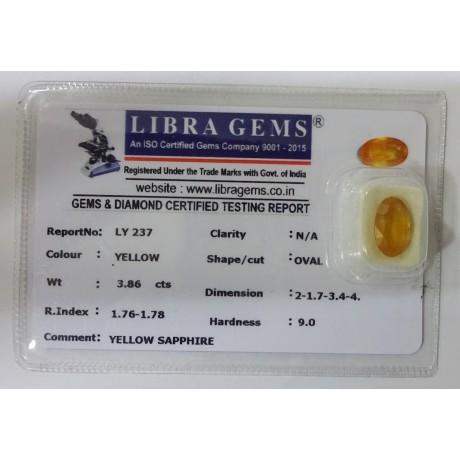 LIBRA GEMS®
An ISO Certified Gems Company 9001 - 2015
Registered Under the Trade Marks with Govt. of India
website : www.libragems.co.in
GEMS & DIAMOND CERTIFIED TESTING REPORT
ReportNo: LY 237 Clarity : N/A
Colour : YELLOW Shape/cut : OVAL
Wt : 3.86 cts Dimension : 2-1.7-3.4-4.
R.Index : 1.76-1.78 Hardness : 9.0
Comment: YELLOW SAPPHIRE